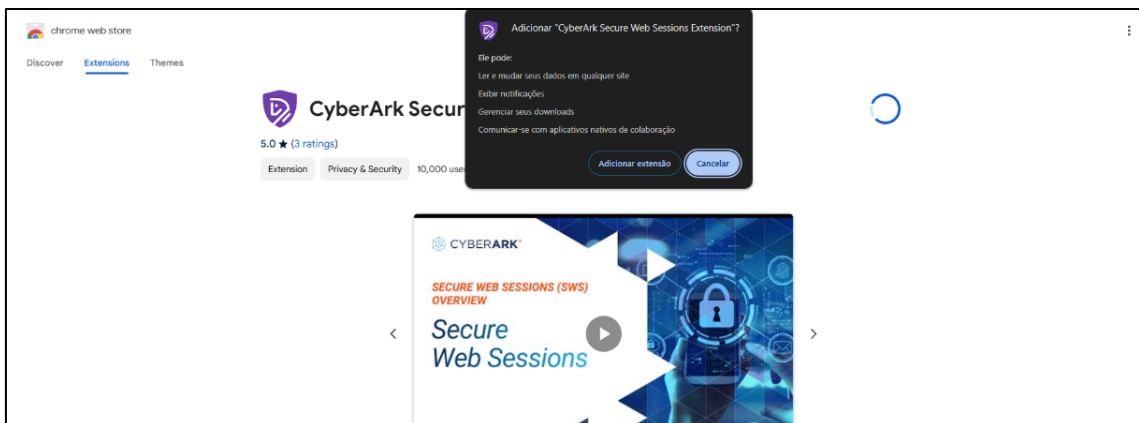 chrome web store
Discover
Extensions
Themes
Adicionar "CyberArk Secure Web Sessions Extension"?
Ele pode:
Ler e mudar seus dados em qualquer site
Exibir notificações
Gerenciar seus downloads
Comunicar-se com aplicativos nativos de colaboração
Adicionar extensão
Cancelar
CyberArk Secur
5.0 ★ (3 ratings)
Extension
Privacy & Security
10,000 use
CYBERARK®
SECURE WEB SESSIONS (SWS)
OVERVIEW
Secure
Web Sessions